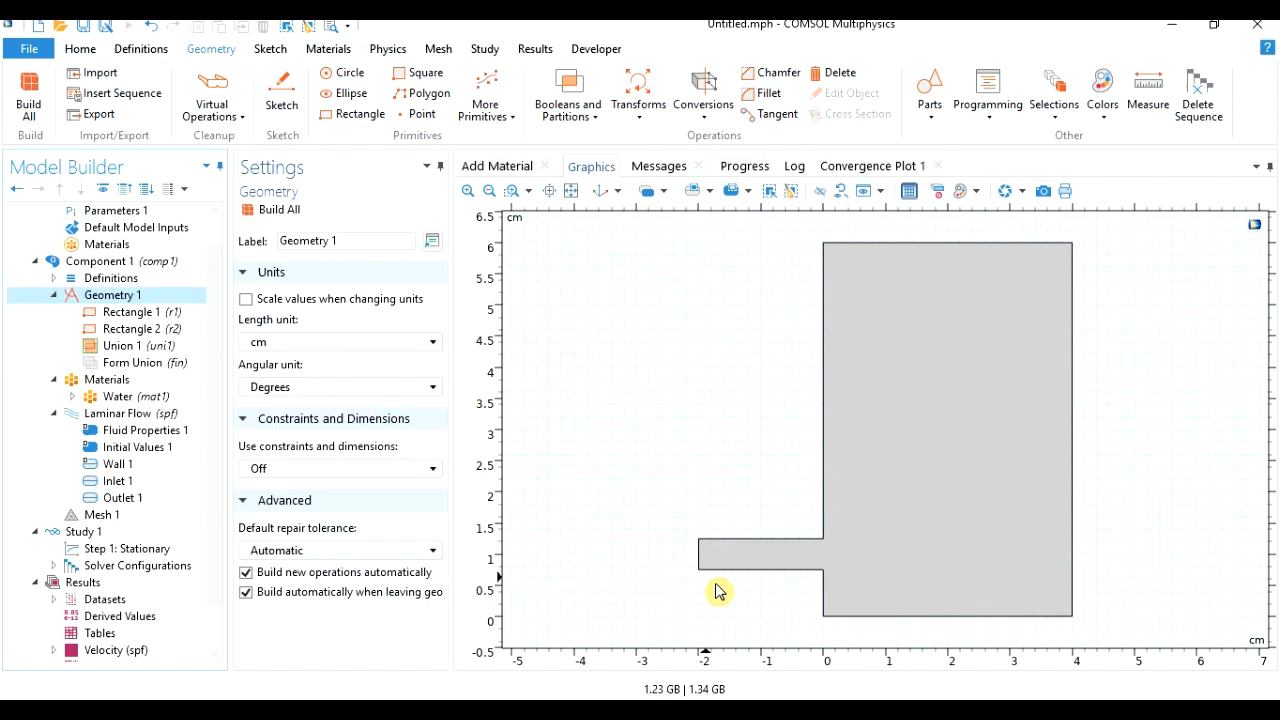 Untitled.mph - COMSOL Multiphysics
File Home Definitions Geometry Sketch Materials Physics Mesh Study Results Developer ?
Import
Insert Sequence
Export
Build All
Virtual Operations
Sketch
Circle
Ellipse
Rectangle
Square
Polygon
Point
More Primitives
Booleans and Partitions
Transforms
Conversions
Chamfer
Fillet
Tangent
Delete
Edit Object
Cross Section
Parts
Programming
Selections
Colors
Measure
Delete Sequence
Build Import/Export Cleanup Sketch Primitives Operations Other
Model Builder
Parameters 1
Default Model Inputs
Materials
Component 1 (comp1)
Definitions
Geometry 1
Rectangle 1 (r1)
Rectangle 2 (r2)
Union 1 (uni1)
Form Union (fin)
Materials
Water (mat1)
Laminar Flow (spf)
Fluid Properties 1
Initial Values 1
Wall 1
Inlet 1
Outlet 1
Mesh 1
Study 1
Step 1: Stationary
Solver Configurations
Results
Datasets
8.85
e-12
Derived Values
Tables
Velocity (spf)
Settings
Geometry
Build All
Label: Geometry 1
Units
Scale values when changing units
Length unit:
cm
Angular unit:
Degrees
Constraints and Dimensions
Use constraints and dimensions:
Off
Advanced
Default repair tolerance:
Automatic
Build new operations automatically
Build automatically when leaving geo
Add Material Graphics Messages Progress Log Convergence Plot 1
cm
6.5
6
5.5
5
4.5
4
3.5
3
2.5
2
1.5
1
0.5
0
-0.5
cm
-5 -4 -3 -2 -1 0 1 2 3 4 5 6 7
1.23 GB | 1.34 GB